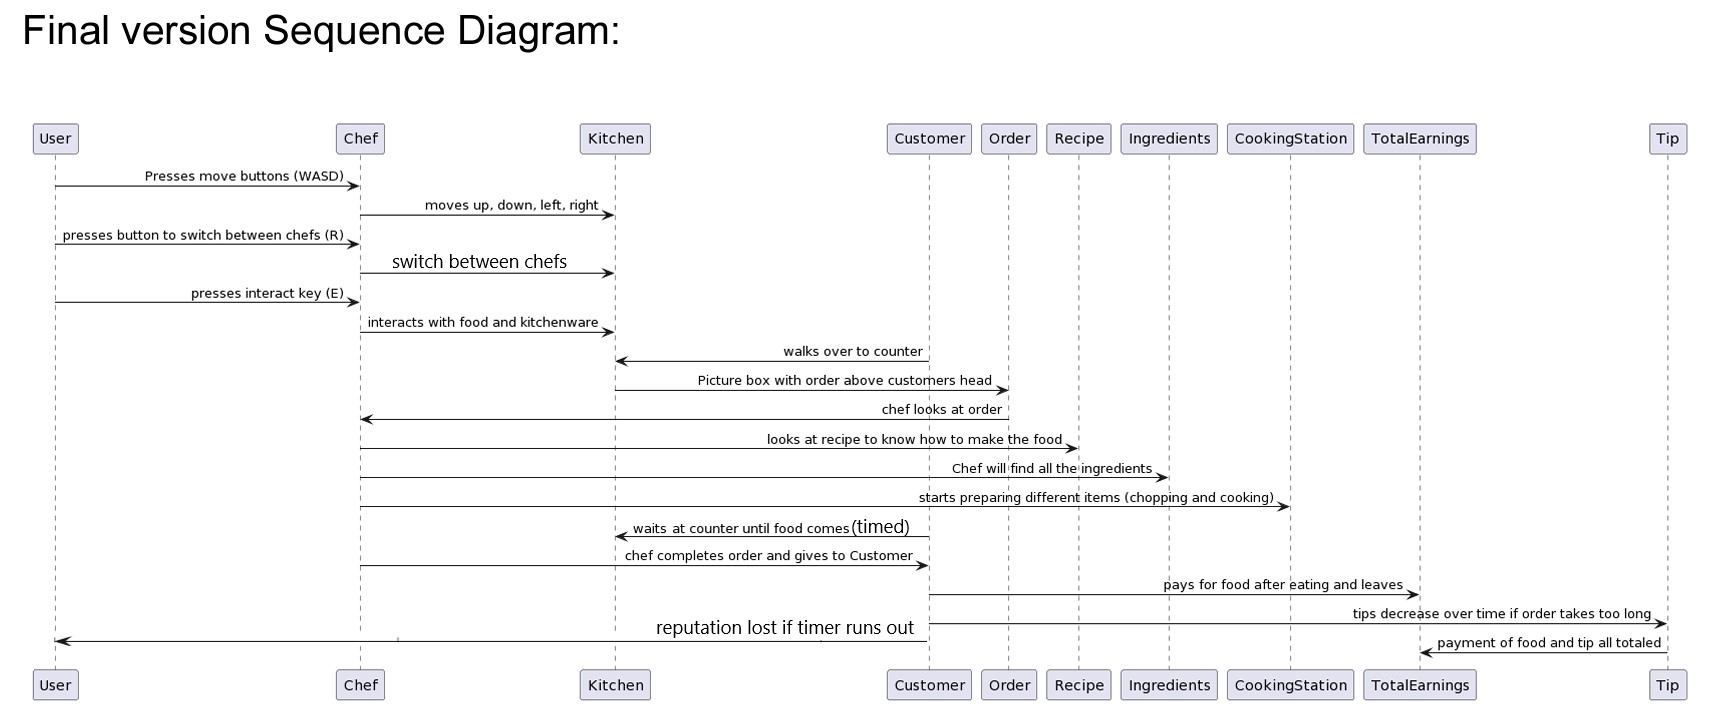 Final version Sequence Diagram:
User Chef Kitchen Customer Order Recipe Ingredients CookingStation TotalEarnings Tip
Presses move buttons (WASD)
moves up, down, left, right
presses button to switch between chefs (R)
switch between chefs
presses interact key (E)
interacts with food and kitchenware
walks over to counter
Picture box with order above customers head
chef looks at order
looks at recipe to know how to make the food
Chef will find all the ingredients
starts preparing different items (chopping and cooking)
waits at counter until food comes(timed)
chef completes order and gives to Customer
pays for food after eating and leaves
tips decrease over time if order takes too long
reputation lost if timer runs out
payment of food and tip all totaled
User Chef Kitchen Customer Order Recipe Ingredients CookingStation TotalEarnings Tip